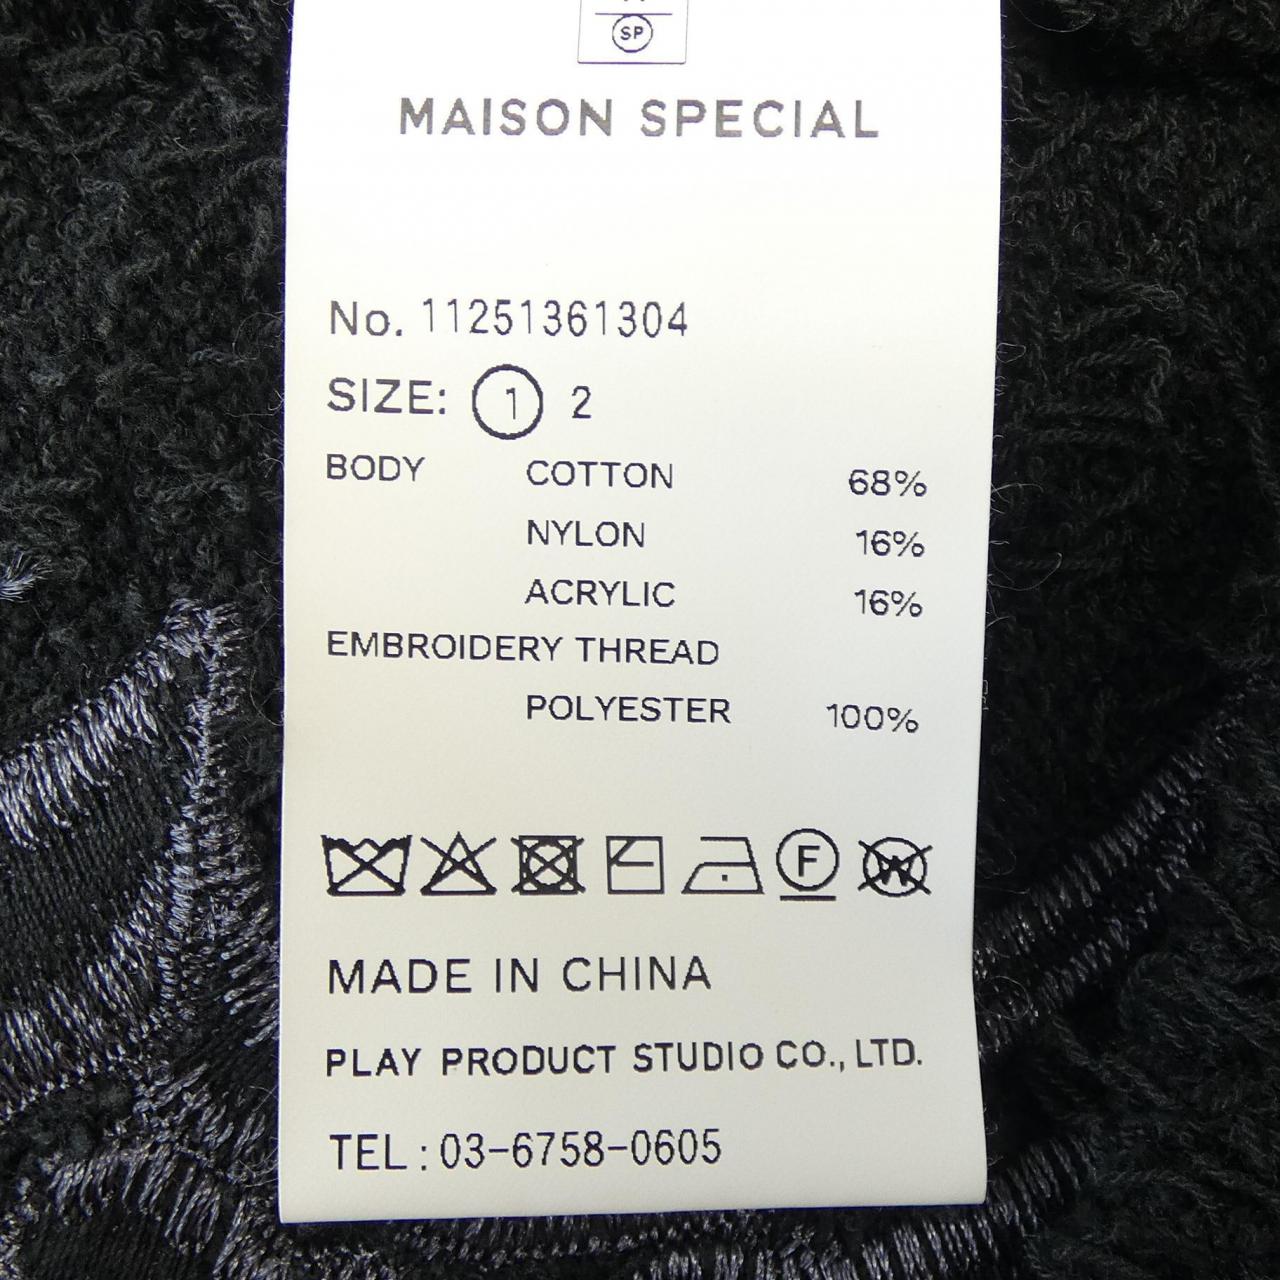 SP
MAISON SPECIAL
No. 11251361304
SIZE: 1 2
BODY COTTON 68%
NYLON 16%
ACRYLIC 16%
EMBROIDERY THREAD
POLYESTER 100%
F W
MADE IN CHINA
PLAY PRODUCT STUDIO CO., LTD.
TEL : 03-6758-0605